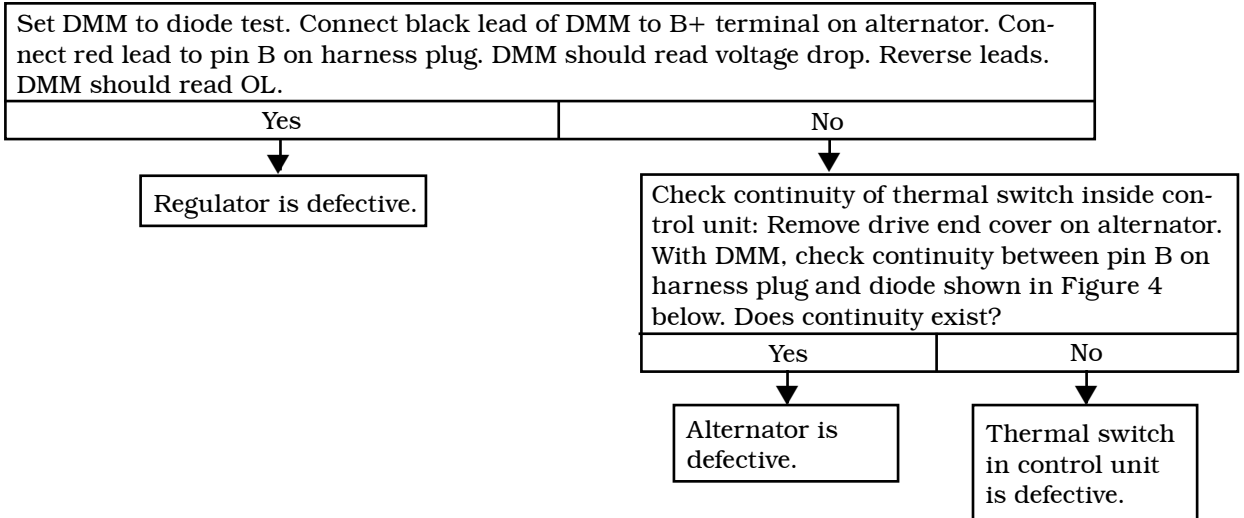 Set DMM to diode test. Connect black lead of DMM to B+ terminal on alternator. Con-
nect red lead to pin B on harness plug. DMM should read voltage drop. Reverse leads.
DMM should read OL.
Yes
No
Regulator is defective.
Check continuity of thermal switch inside con-
trol unit: Remove drive end cover on alternator.
With DMM, check continuity between pin B on
harness plug and diode shown in Figure 4
below. Does continuity exist?
Yes
No
Alternator is
defective.
Thermal switch
in control unit
is defective.